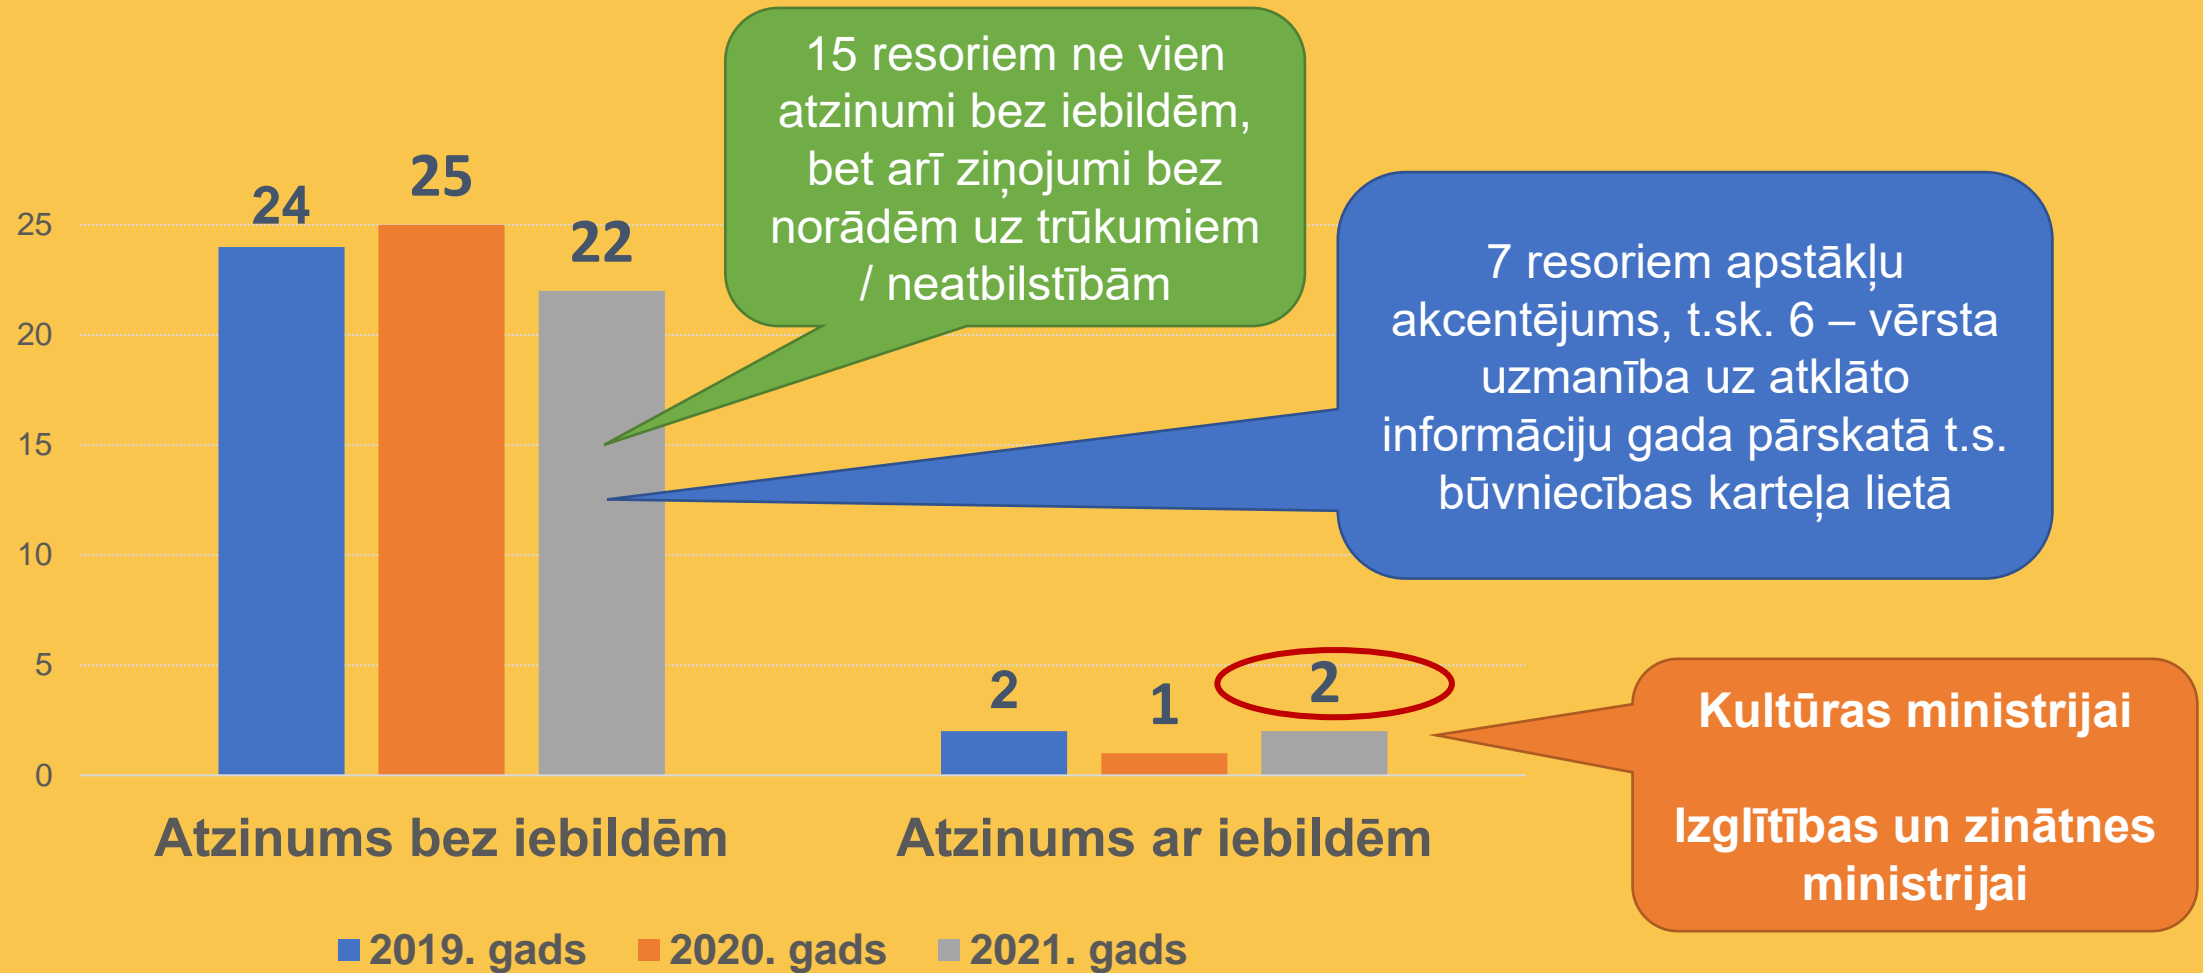 15 resoriem ne vien
atzinumi bez iebildēm,
bet arī ziņojumi bez
norādēm uz trūkumiem
/ neatbilstībām
7 resoriem apstākļu
akcentējums, t.sk. 6 – vērsta
uzmanība uz atklāto
informāciju gada pārskatā t.s.
būvniecības karteļa lietā
Kultūras ministrijai
Izglītības un zinātnes
ministrijai
25
20
15
10
5
0
24
25
22
2
1
2
Atzinums bez iebildēm
Atzinums ar iebildēm
2019. gads
2020. gads
2021. gads